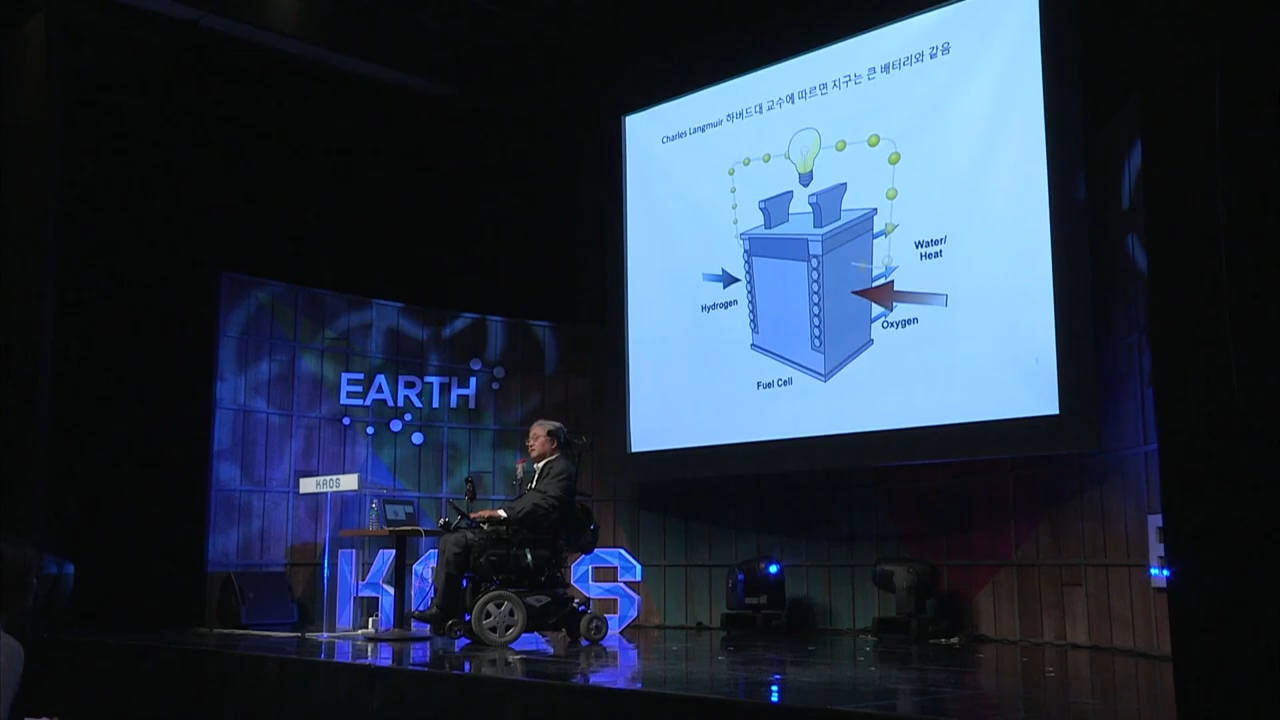 Charles Langmuir 하버드대 교수에 따르면 지구는 큰 배터리와 같음
Water/
Heat
Hydrogen
Oxygen
Fuel Cell
EARTH
KAOS